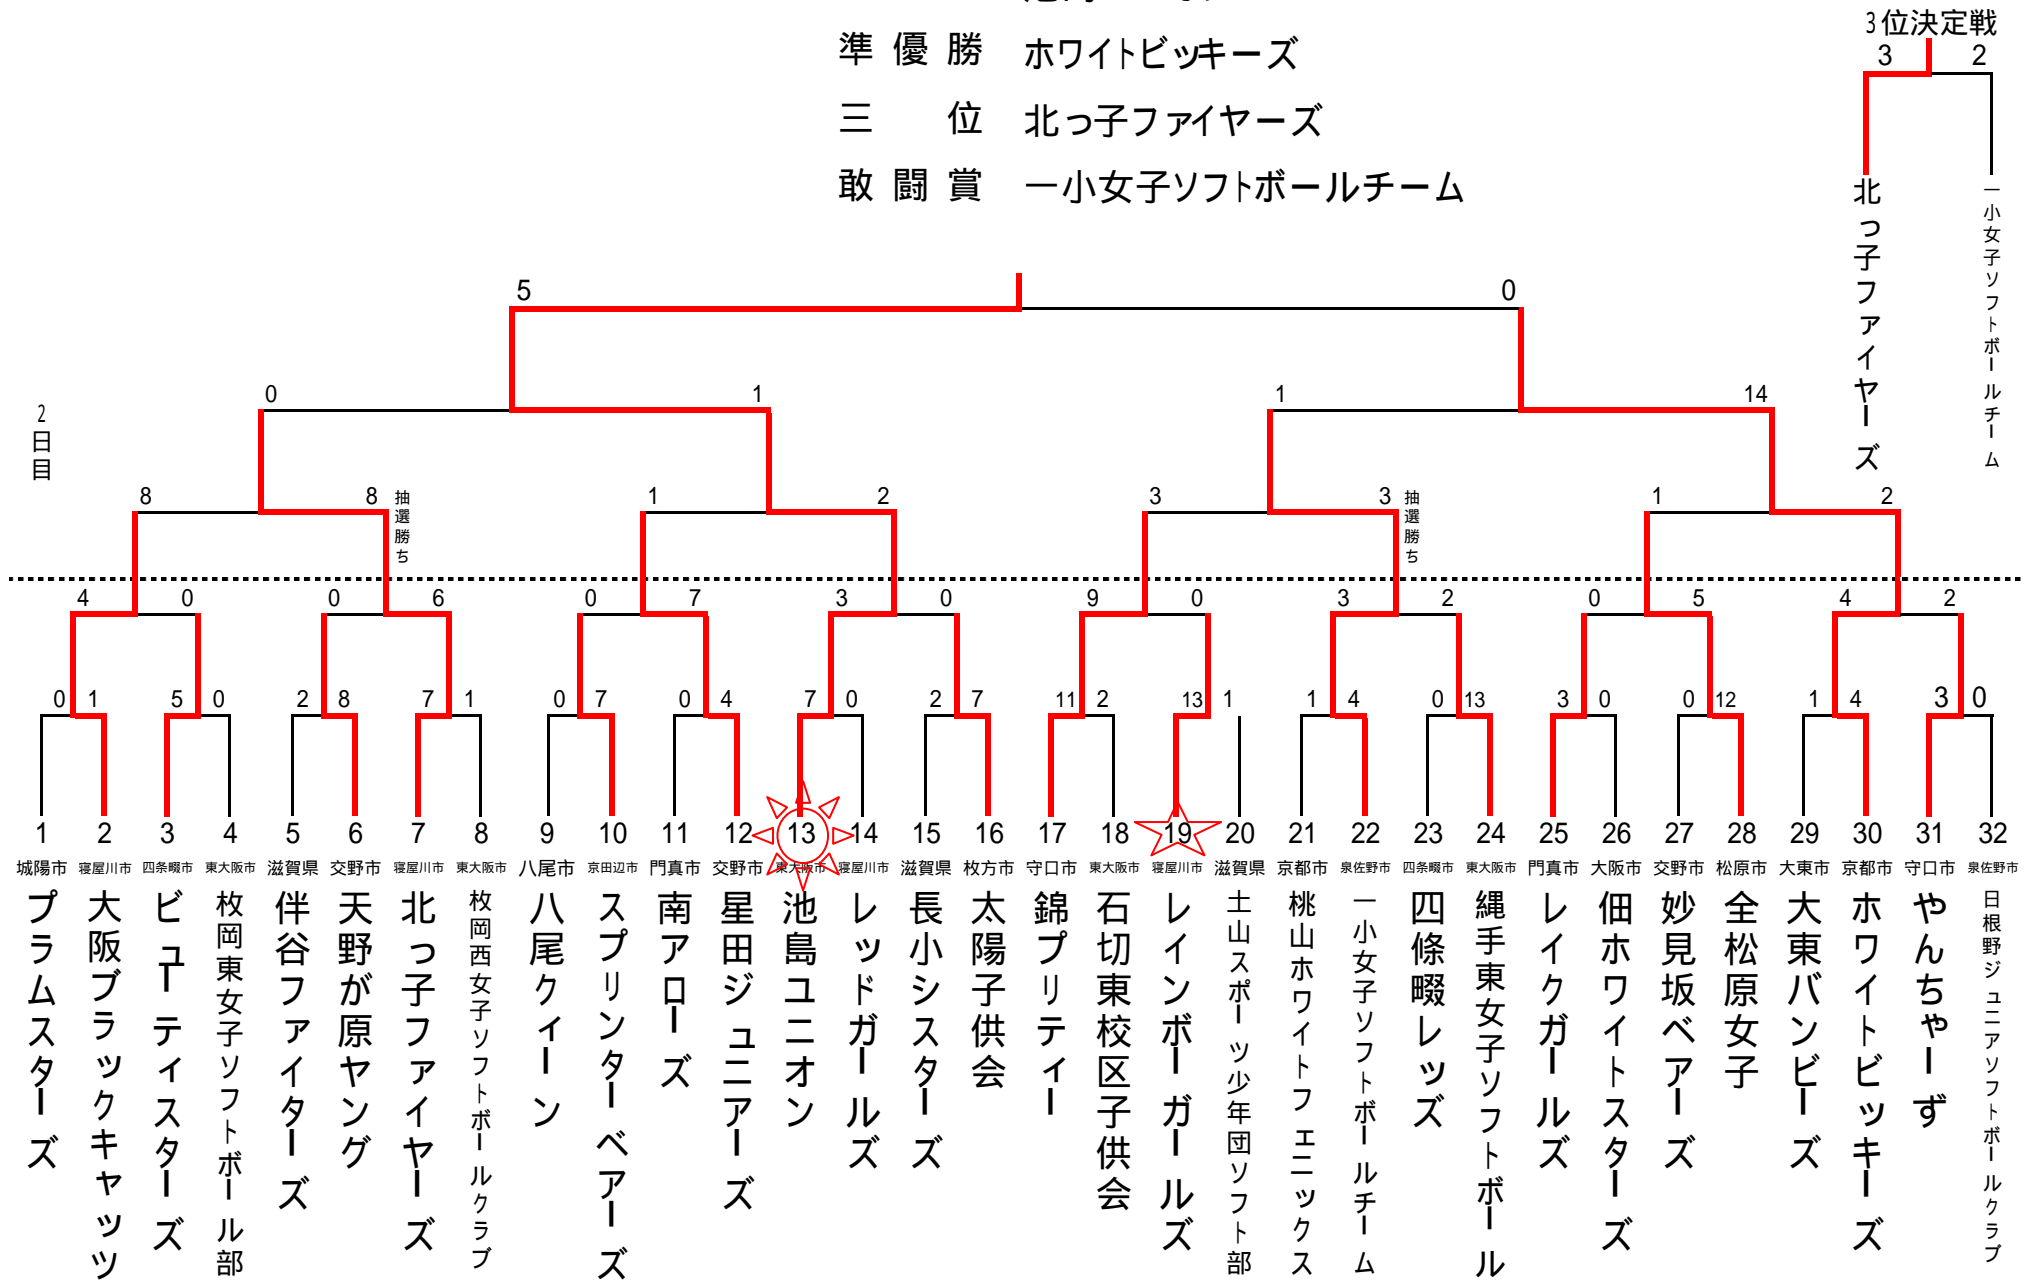 準優勝 ホワイトビッキーズ
三 位 北っ子ファイヤーズ
敢闘賞 一小女子ソフトボールチーム
3位決定戦
3 2
北っ子ファイヤーズ
一小女子ソフトボールチーム
5 0
0 1 1 14
2日目
8 8 抽選勝ち 1 2 3 3 抽選勝ち 1 2
4 0 0 6 0 7 3 0 9 0 3 2 0 5 4 2
0 1 5 0 2 8 7 1 0 7 0 4 7 0 2 7 11 2 13 1 1 4 0 13 3 0 0 12 1 4 3 0
1 2 3 4 5 6 7 8 9 10 11 12 13 14 15 16 17 18 19 20 21 22 23 24 25 26 27 28 29 30 31 32
城陽市 寝屋川市 四条畷市 東大阪市 滋賀県 交野市 寝屋川市 東大阪市 八尾市 京田辺市 門真市 交野市 東大阪市 寝屋川市 滋賀県 枚方市 守口市 東大阪市 寝屋川市 滋賀県 京都市 泉佐野市 四条畷市 東大阪市 門真市 大阪市 交野市 松原市 大東市 京都市 守口市 泉佐野市
プラムスターズ
大阪ブラックキャッツ
ビューティスターズ
枚岡東女子ソフトボール部
伴谷ファイターズ
天野が原ヤング
北っ子ファイヤーズ
枚岡西女子ソフトボールクラブ
八尾クィーン
スプリンターベアーズ
南アローズ
星田ジュニアーズ
池島ユニオン
レッドガールズ
長小シスターズ
太陽子供会
錦プリティー
石切東校区子供会
レインボーガールズ
土山スポーツ少年団ソフト部
桃山ホワイトフェニックス
一小女子ソフトボールチーム
四條畷レッズ
縄手東女子ソフトボール
レイクガールズ
佃ホワイトスターズ
妙見坂ベアーズ
全松原女子
大東バンビーズ
ホワイトビッキーズ
やんちゃーず
日根野ジュニアソフトボールクラブ